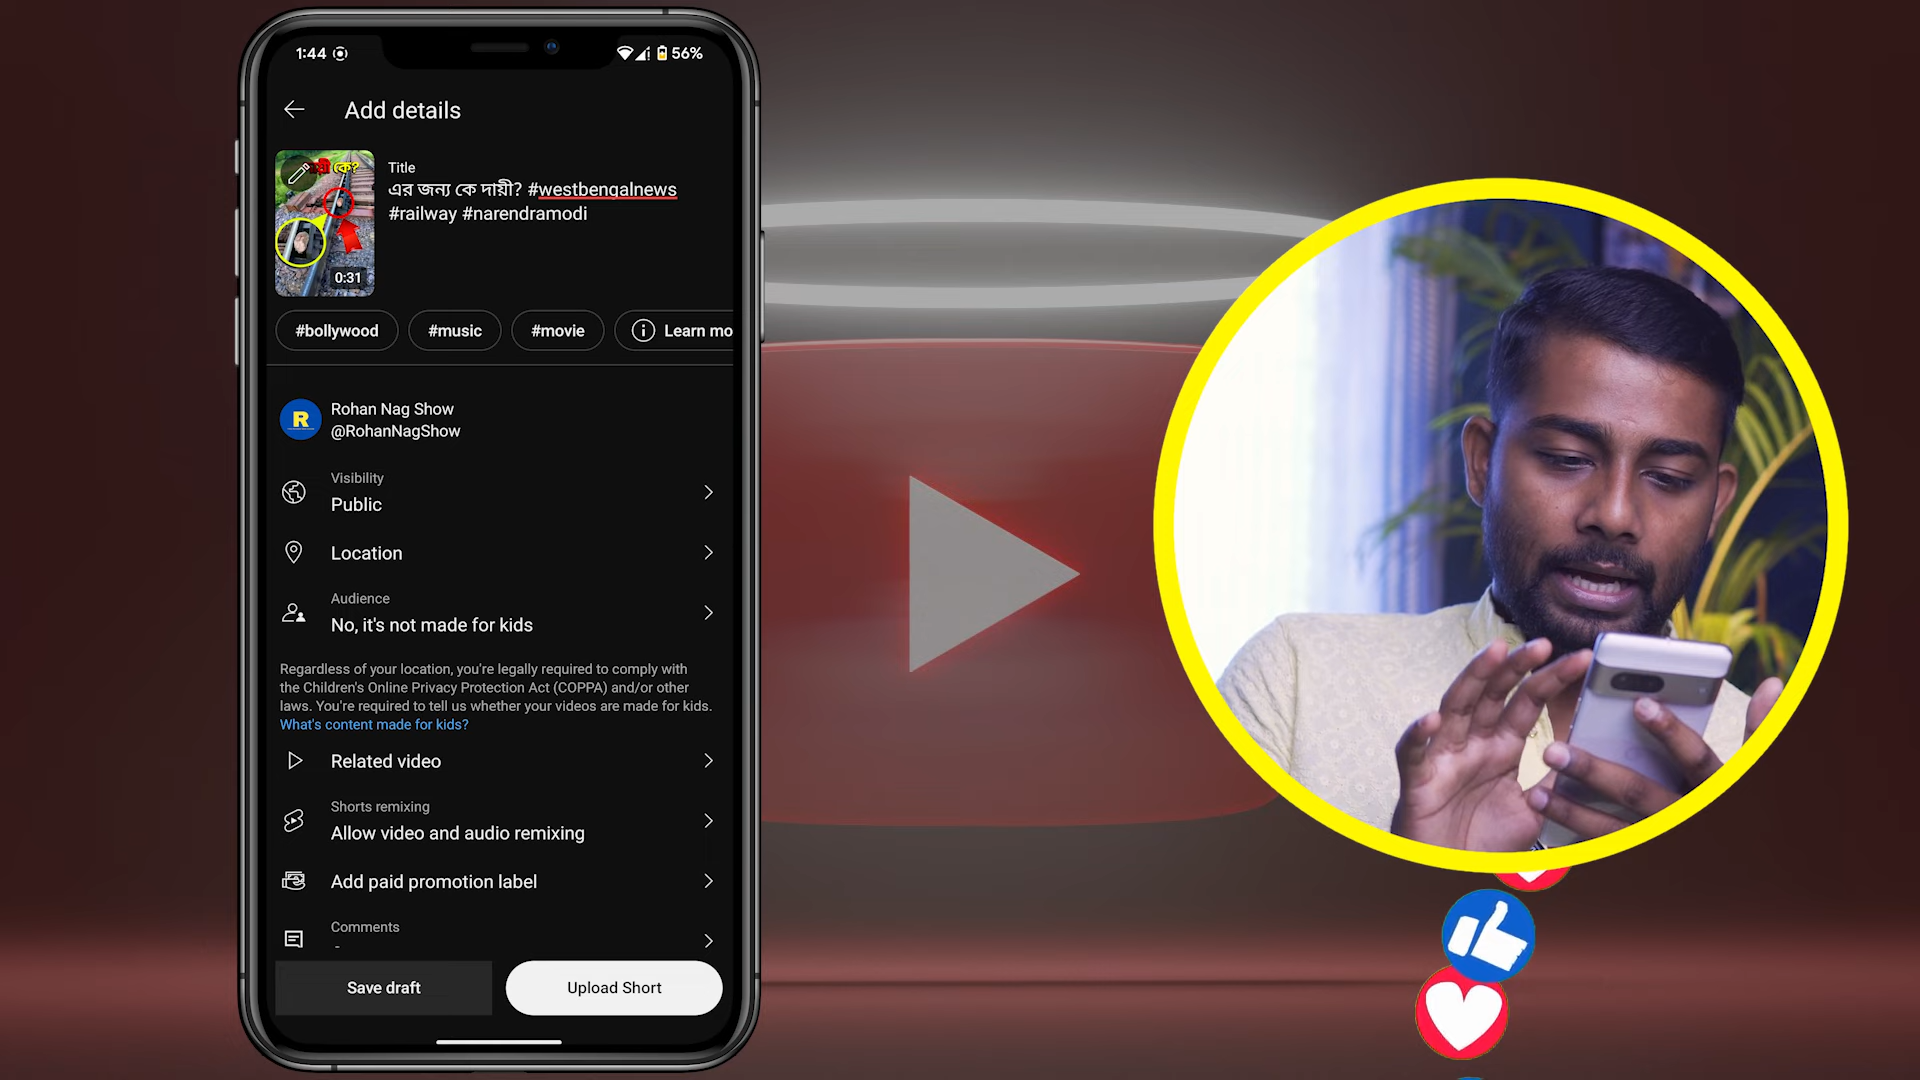 1:44
56%
Add details
কে?
0:31
Title
এর জন্য কে দায়ী? #westbengalnews
#railway #narendramodi
#bollywood
#music
#movie
Learn mo
R
Rohan Nag Show
@RohanNagShow
Visibility
Public
Location
Audience
No, it's not made for kids
Regardless of your location, you're legally required to comply with
the Children's Online Privacy Protection Act (COPPA) and/or other
laws. You're required to tell us whether your videos are made for kids.
What's content made for kids?
Related video
Shorts remixing
Allow video and audio remixing
Add paid promotion label
Comments
Save draft
Upload Short